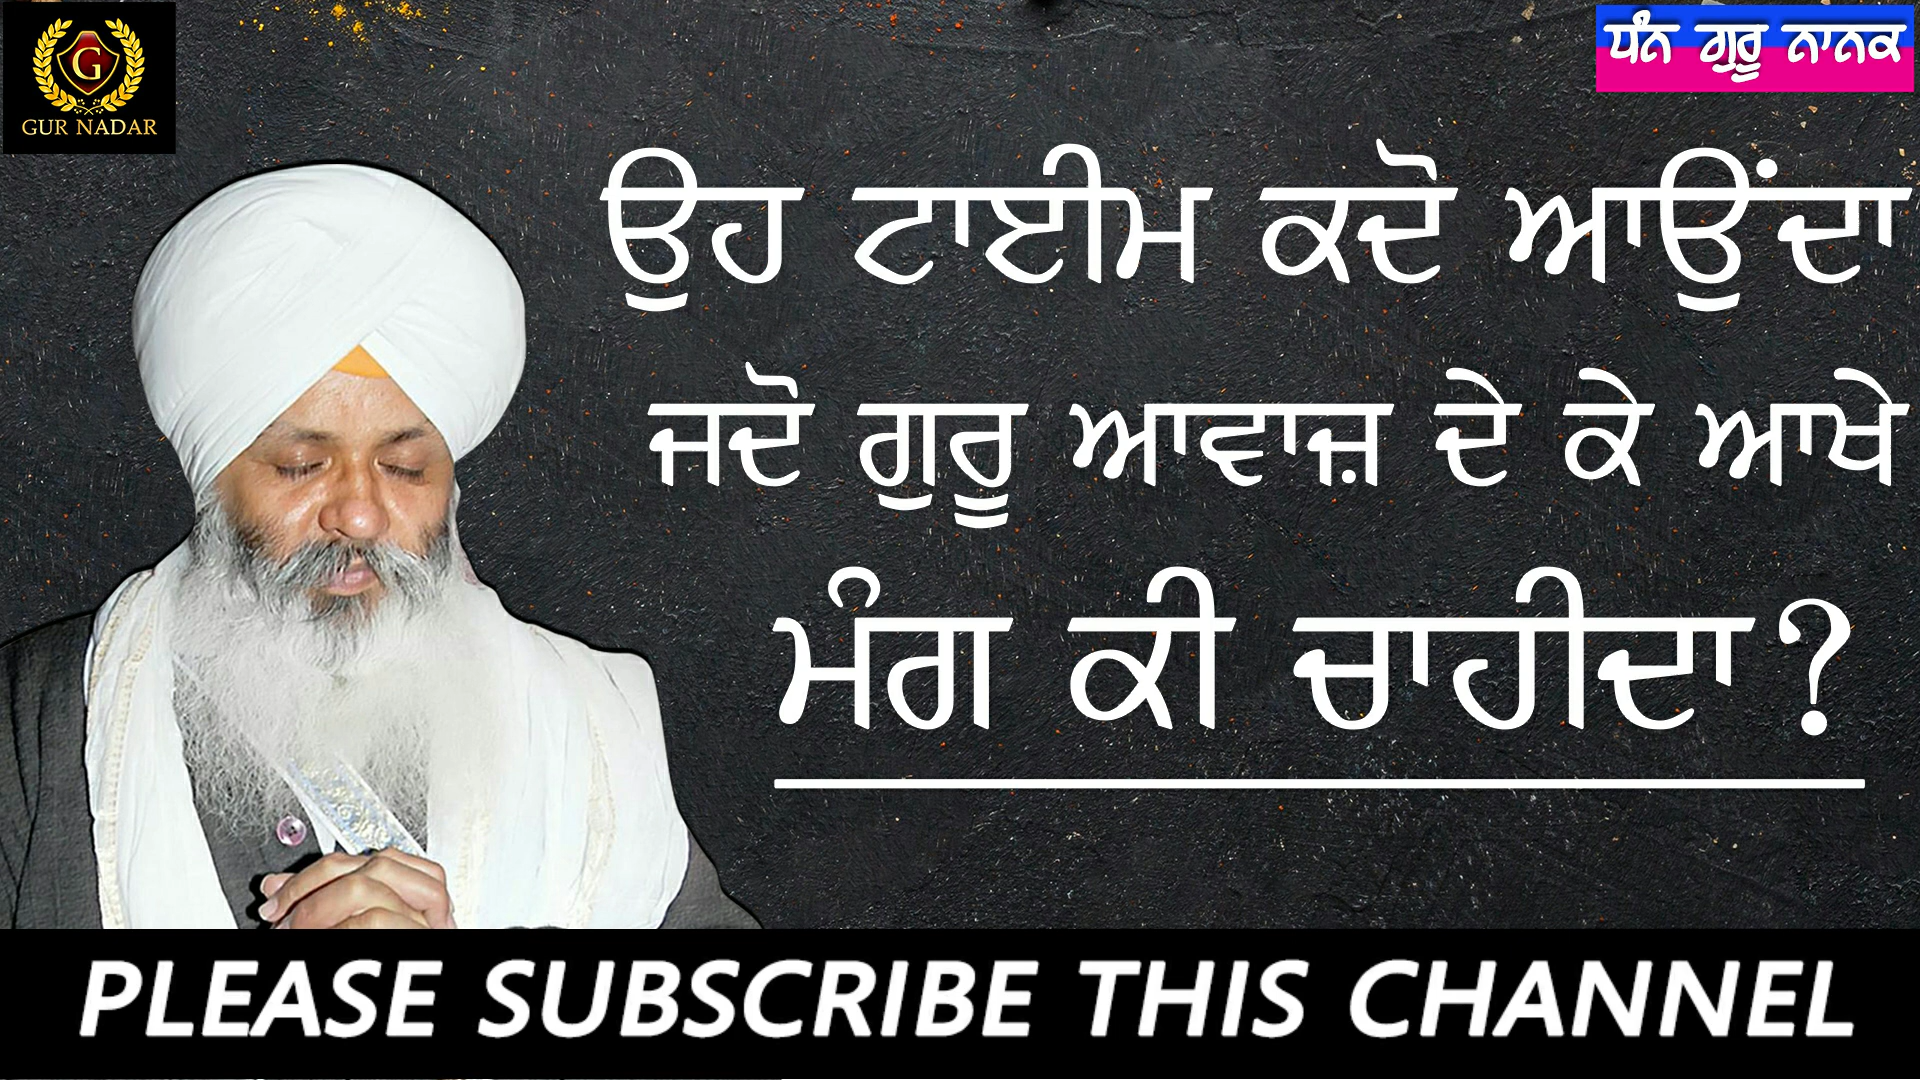 GUR NADAR
ਧੰਨ ਗੁਰੂ ਨਾਨਕ
ਉਹ ਟਾਈਮ ਕਦੋ ਆਉਂਦਾ
ਜਦੋ ਗੁਰੂ ਆਵਾਜ਼ ਦੇ ਕੇ ਆਖੇ
ਮੰਗ ਕੀ ਚਾਹੀਦਾ ?
PLEASE SUBSCRIBE THIS CHANNEL